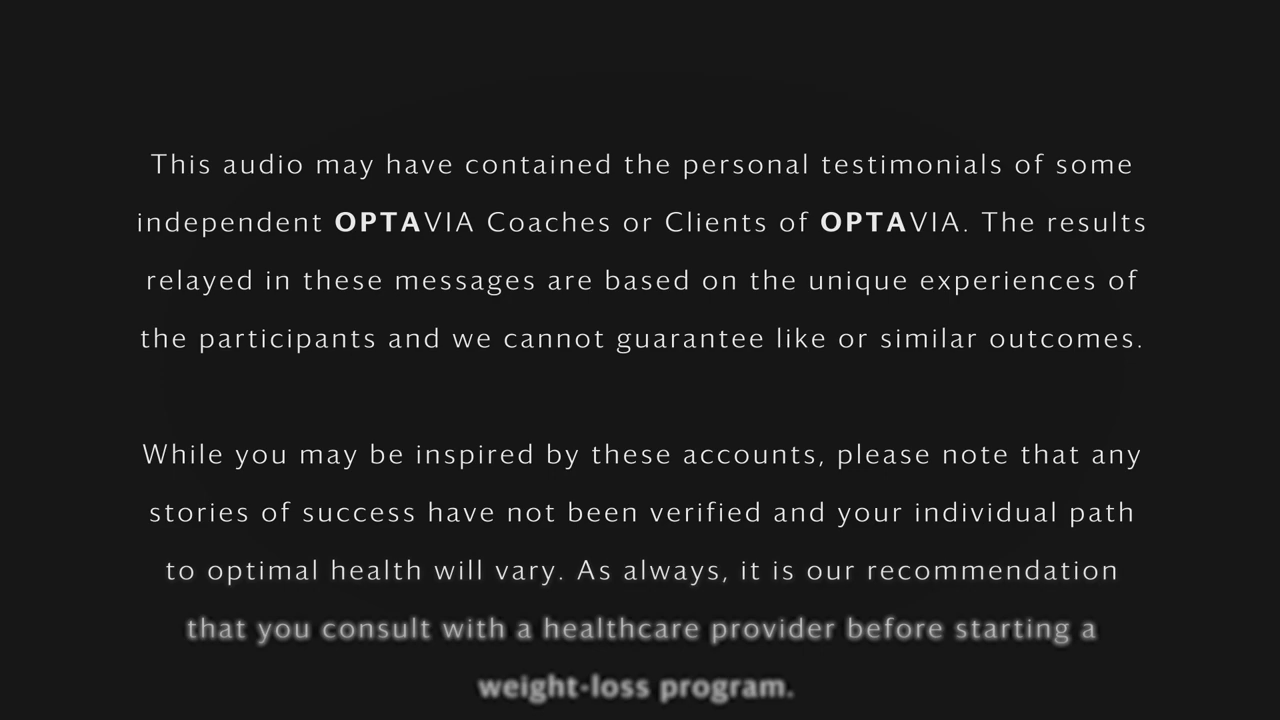 This audio may have contained the personal testimonials of some
independent OPTAVIA Coaches or Clients of OPTAVIA. The results
relayed in these messages are based on the unique experiences of
the participants and we cannot guarantee like or similar outcomes.
While you may be inspired by these accounts, please note that any
stories of success have not been verified and your individual path
to optimal health will vary. As always, it is our recommendation
that you consult with a healthcare provider before starting a
weight-loss program.